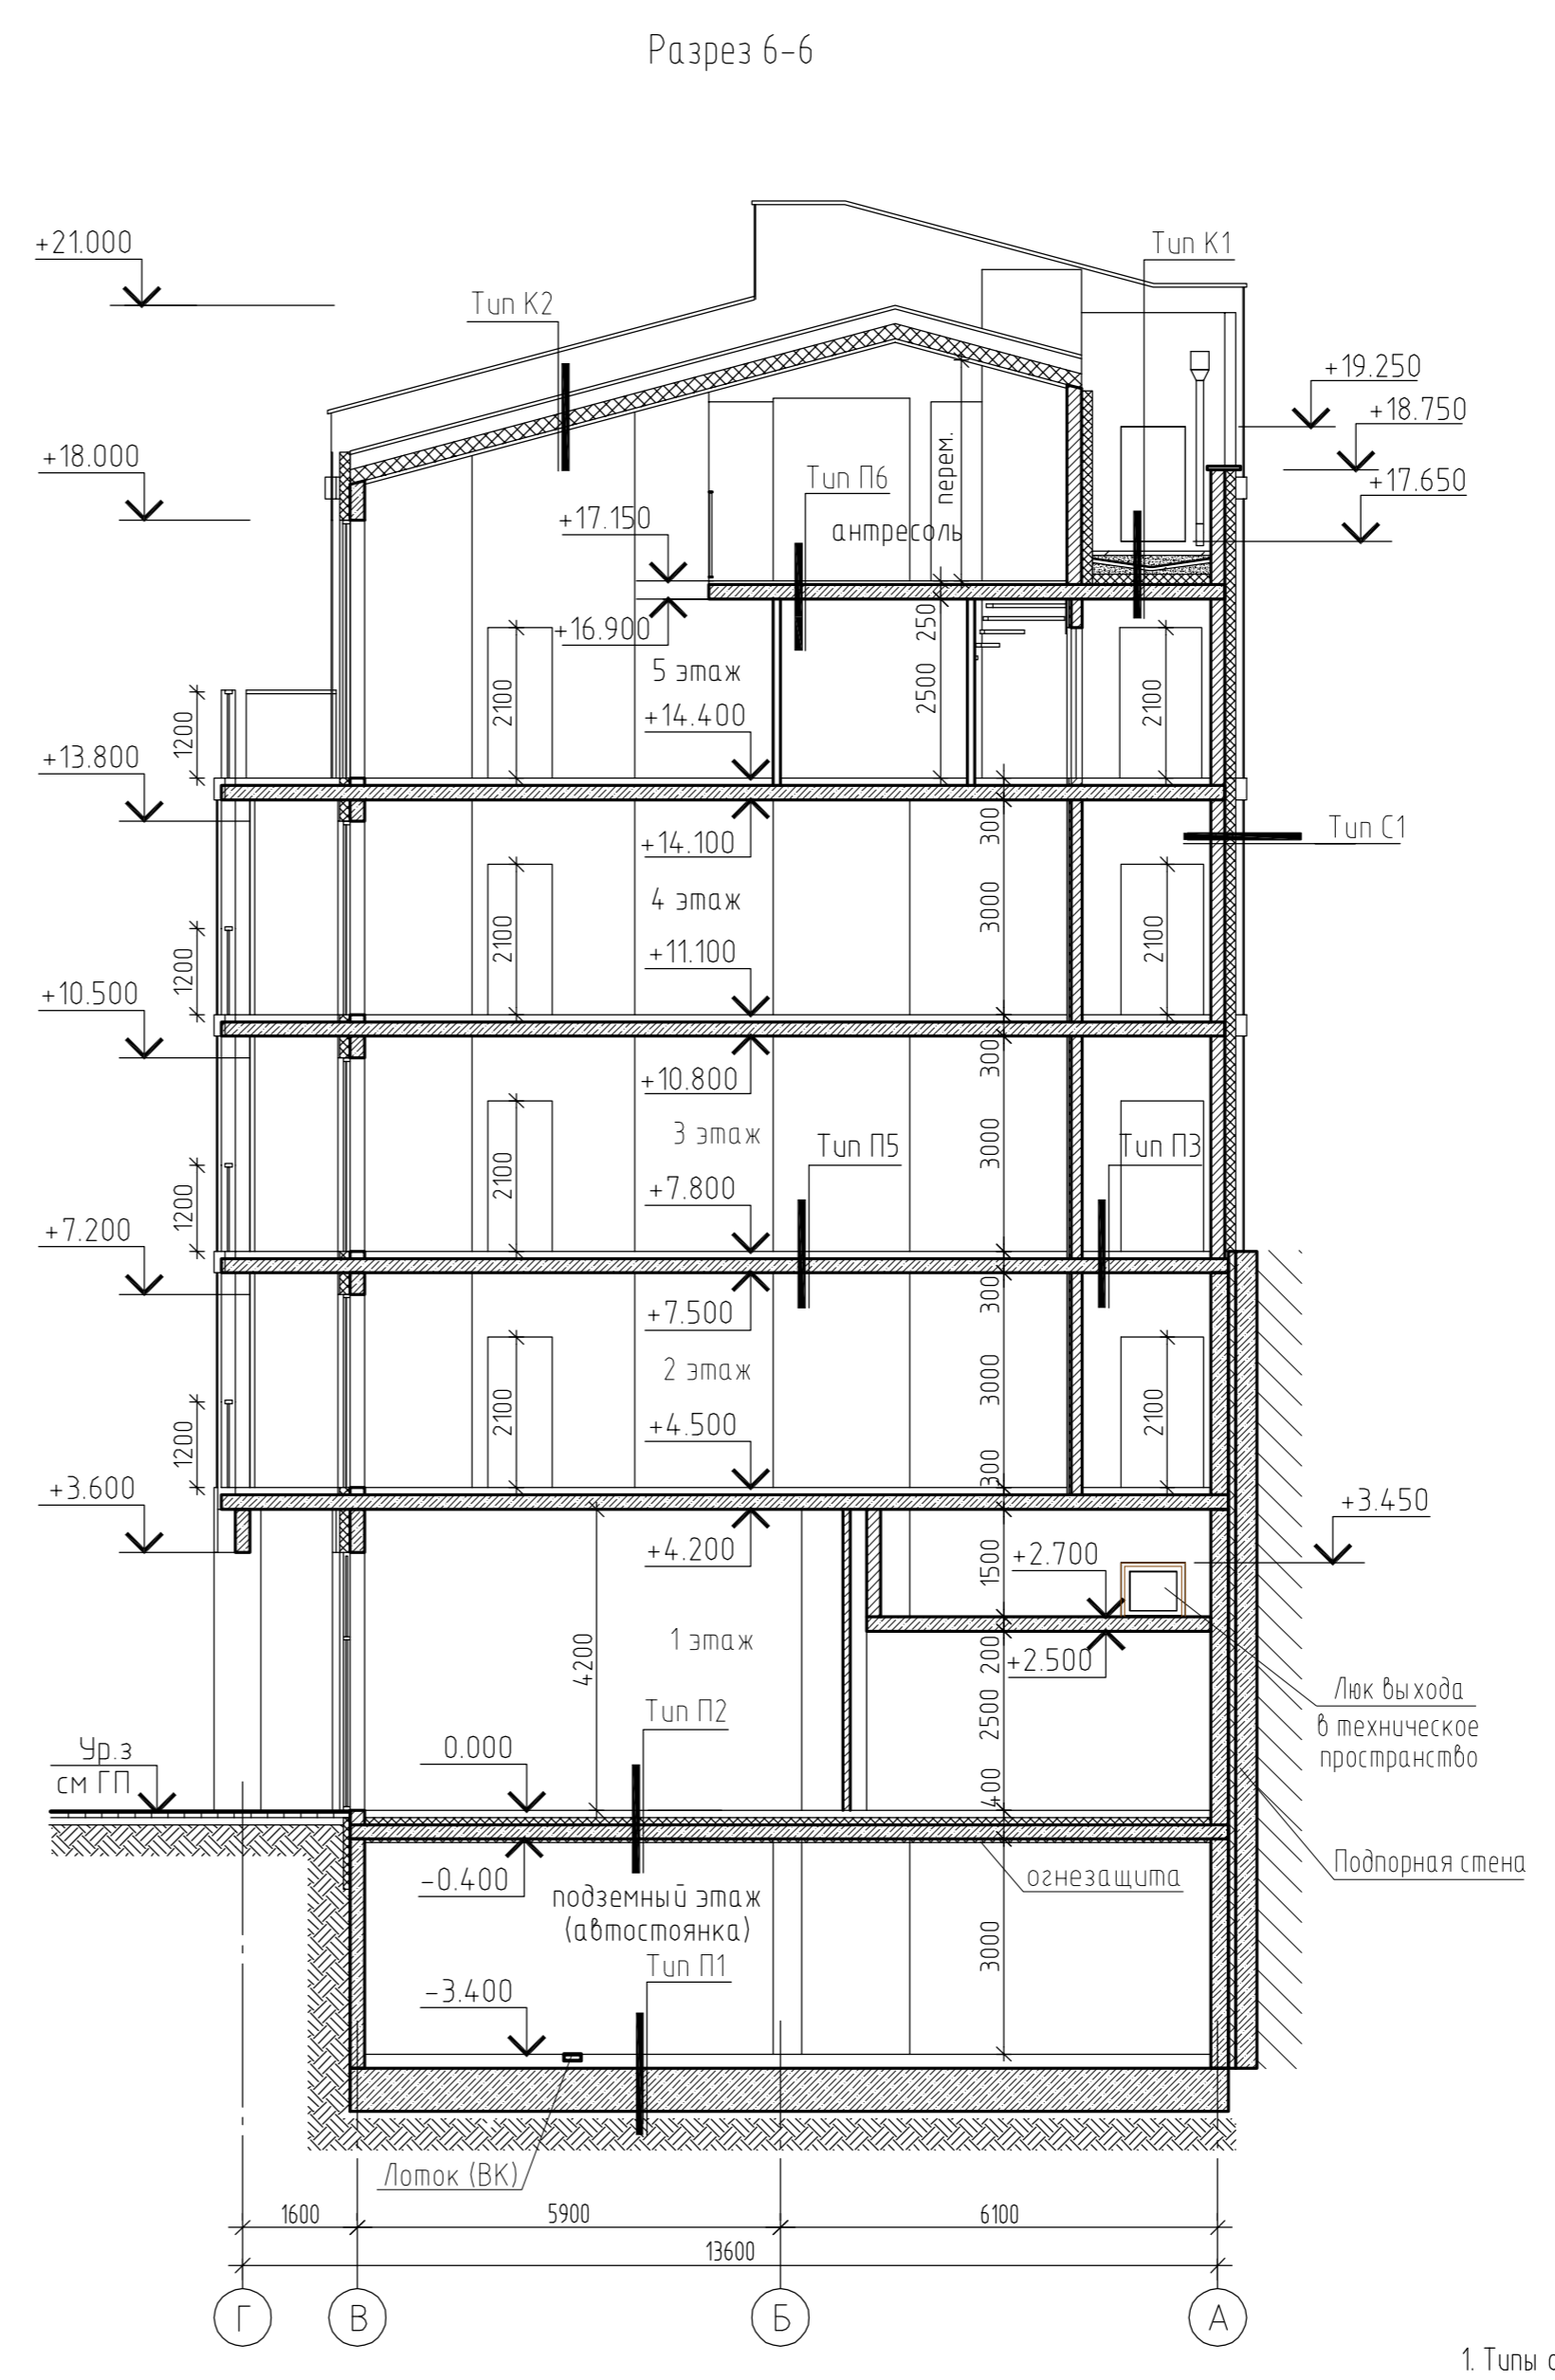 Разрез 6-6
+21.000
Тип К1
Тип К2
+19.250
+18.750
+18.000
перем.
Тип П6
+17.650
+17.150
антресоль
+16.900
250
5 этаж
2100
2500
2100
1200
+14.400
+13.800
300
Тип С1
+14.100
4 этаж
3000
2100
2100
1200
+11.100
+10.500
300
+10.800
3 этаж
Тип П5
Тип П3
3000
2100
1200
+7.800
+7.200
300
+7.500
2 этаж
3000
2100
2100
1200
+4.500
300
+3.600
+3.450
+4.200
+2.700
1500
1 этаж
4200
200
+2.500
Люк выхода
в техническое
пространство
2500
Тип П2
Ур.з
см ГП
0.000
400
-0.400
огнезащита
Подпорная стена
подземный этаж
(автостоянка)
3000
Тип П1
-3.400
Лоток (ВК)
1600
5900
6100
13600
Г
В
Б
А
1. Типы